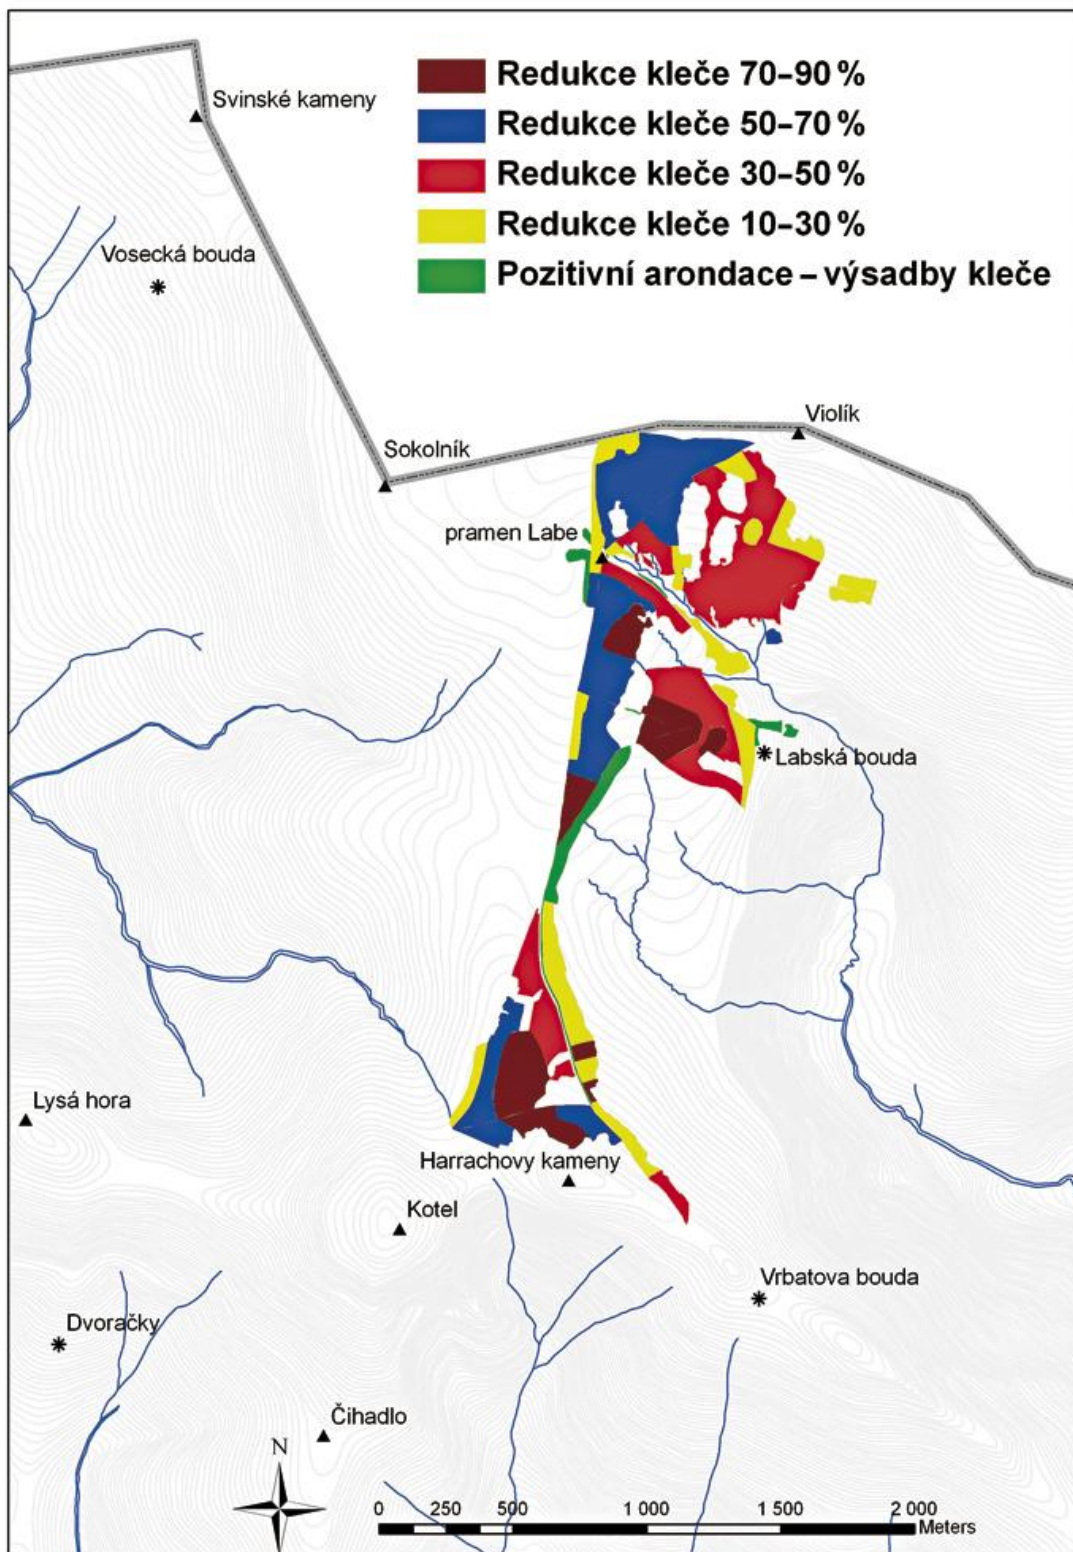 Redukce kleče 70–90 %
Svinské kameny
Redukce kleče 50–70 %
Redukce kleče 30–50 %
Redukce kleče 10–30 %
Vosecká bouda
Pozitivní arondace – výsadby kleče
Violík
Sokolník
pramen Labe
Labská bouda
Lysá hora
Harrachovy kameny
Kotel
Vrbatova bouda
Dvoračky
Čihadlo
N
0 250 500 1 000 1 500 2 000
Meters